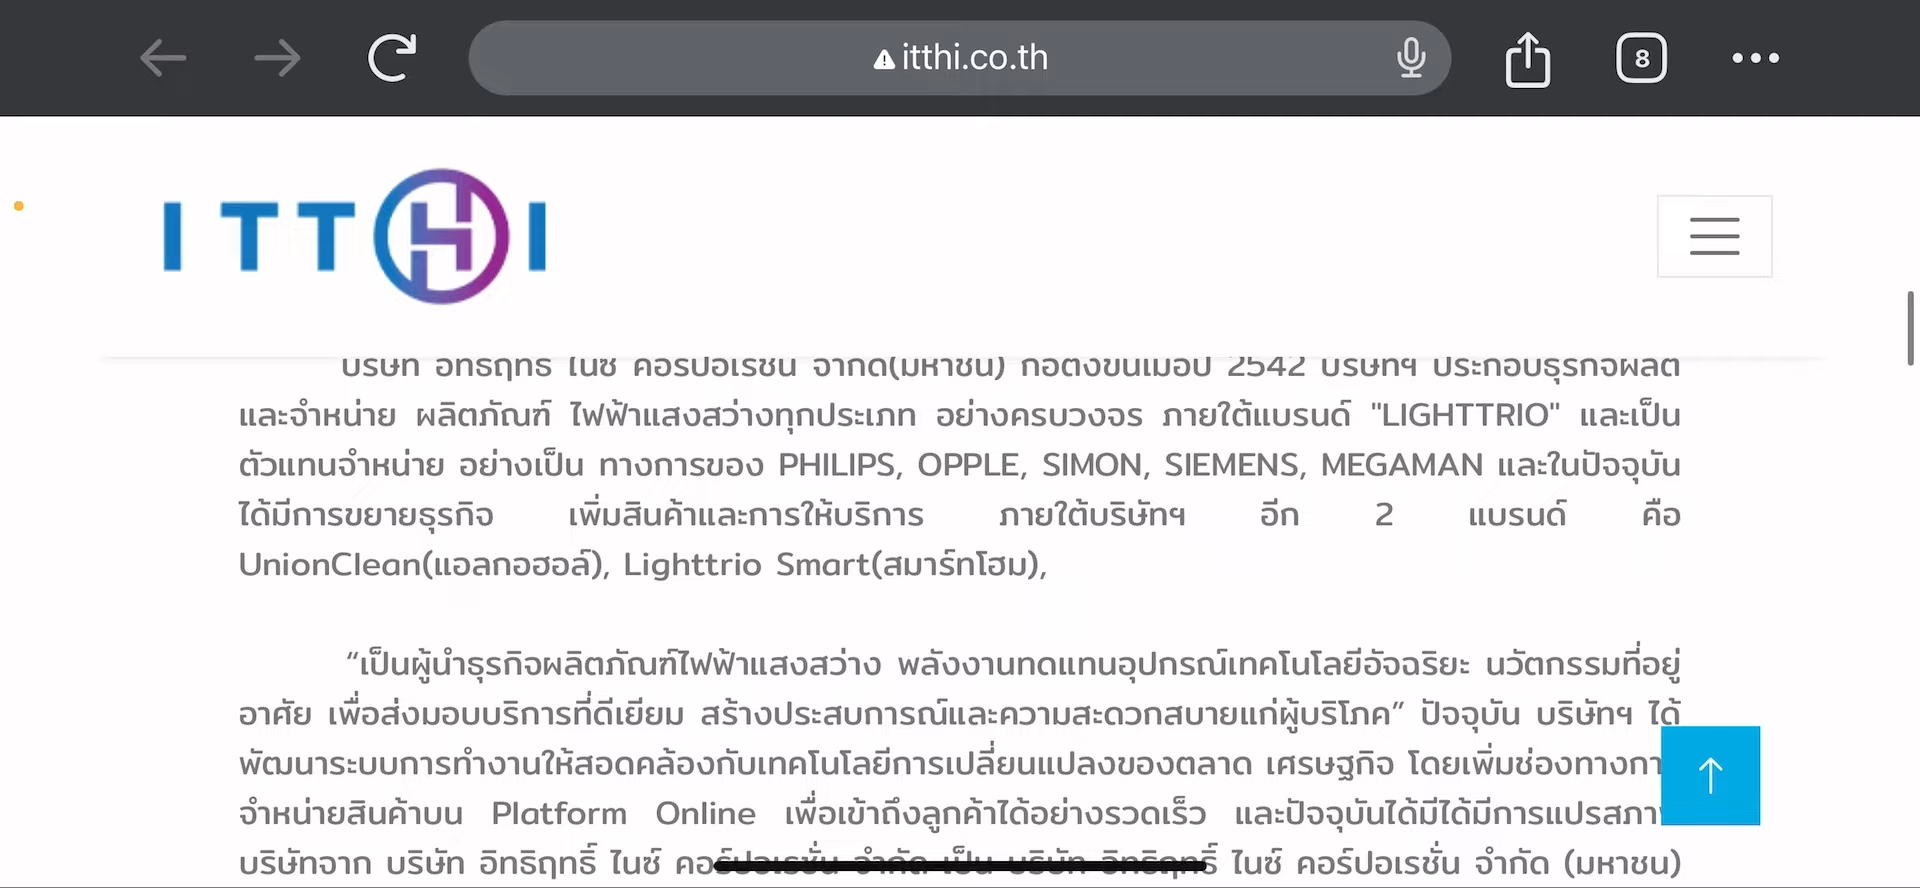 itthi.co.th
8
ITTHI
บริษัท อิทธิฤทธิ์ ไนซ์ คอร์ปอเรชั่น จำกัด(มหาชน) ก่อตั้งขึ้นเมื่อปี 2542 บริษัทฯ ประกอบธุรกิจผลิต
และจำหน่าย ผลิตภัณฑ์ ไฟฟ้าแสงสว่างทุกประเภท อย่างครบวงจร ภายใต้แบรนด์ "LIGHTTRIO" และเป็น
ตัวแทนจำหน่าย อย่างเป็น ทางการของ PHILIPS, OPPLE, SIMON, SIEMENS, MEGAMAN และในปัจจุบัน
ได้มีการขยายธุรกิจ เพิ่มสินค้าและการให้บริการ ภายใต้บริษัทฯ อีก 2 แบรนด์ คือ
UnionClean(แอลกอฮอล์), Lighttrio Smart(สมาร์ทโฮม),
“เป็นผู้นำธุรกิจผลิตภัณฑ์ไฟฟ้าแสงสว่าง พลังงานทดแทนอุปกรณ์เทคโนโลยีอัจฉริยะ นวัตกรรมที่อยู่
อาศัย เพื่อส่งมอบบริการที่ดีเยี่ยม สร้างประสบการณ์และความสะดวกสบายแก่ผู้บริโภค” ปัจจุบัน บริษัทฯ ได้
พัฒนาระบบการทำงานให้สอดคล้องกับเทคโนโลยีการเปลี่ยนแปลงของตลาด เศรษฐกิจ โดยเพิ่มช่องทางกา
จำหน่ายสินค้าบน Platform Online เพื่อเข้าถึงลูกค้าได้อย่างรวดเร็ว และปัจจุบันได้มีได้มีการแปรสภา
บริษัทจาก บริษัท อิทธิฤทธิ์ ไนซ์ คอร์ปอเรชั่น จำกัด เป็น บริษัท อิทธิฤทธิ์ ไนซ์ คอร์ปอเรชั่น จำกัด (มหาชน)